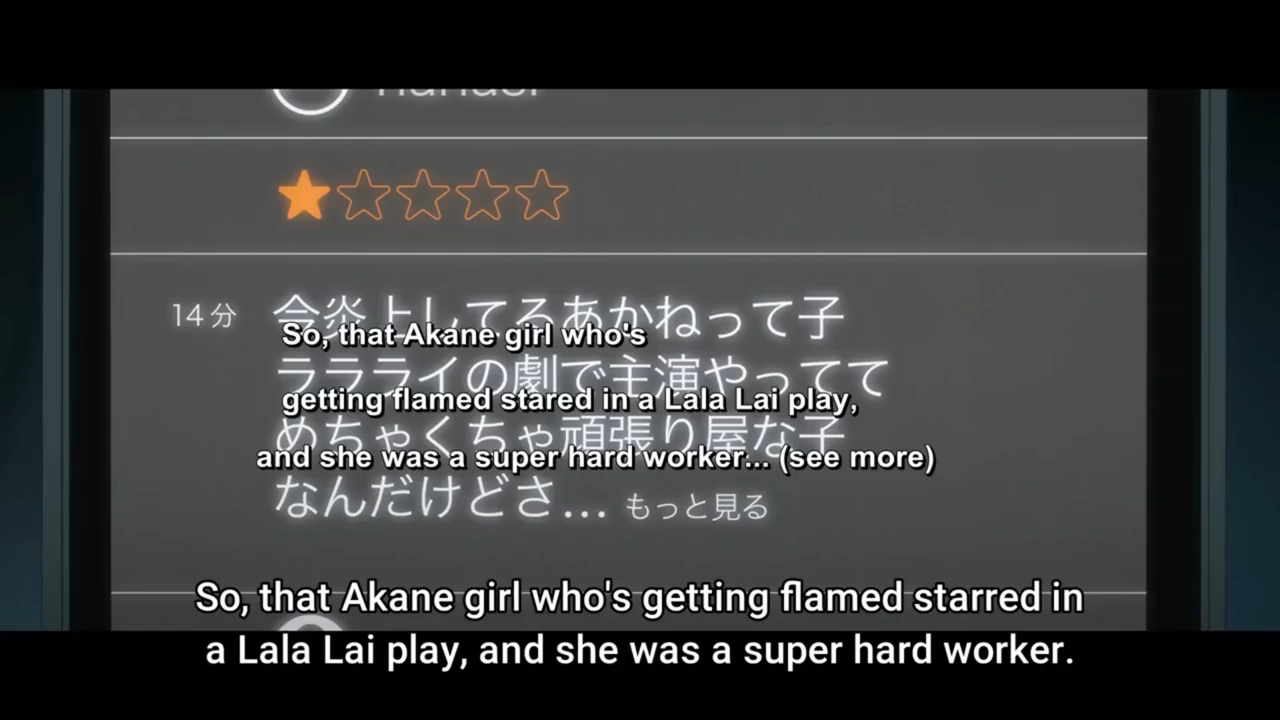 14分
今炎上してるあかねって子
So, that Akane girl who's
ララライの劇で主演やってて
getting flamed stared in a Lala Lai play,
めちゃくちゃ頑張り屋な子
and she was a super hard worker... (see more)
なんだけどさ... もっと見る
So, that Akane girl who's getting flamed starred in
a Lala Lai play, and she was a super hard worker.